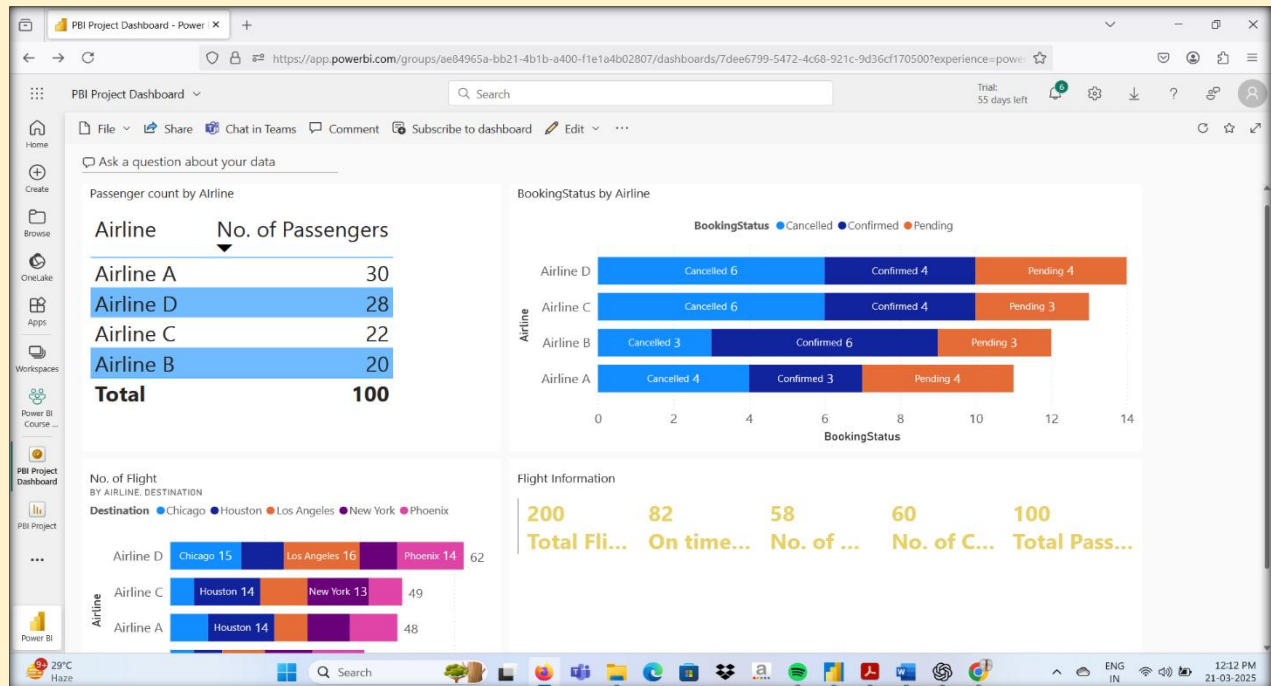 PBI Project Dashboard - Power
https://app.powerbi.com/groups/ae84965a-bb21-4b1b-a400-f1e1a4b02807/dashboards/7dee6799-5472-4c68-921c-9d36cf170500?experience=power
PBI Project Dashboard
Search
Trial:
55 days left
6
A
File Share Chat in Teams Comment Subscribe to dashboard Edit ...
Home
Create
Browse
OneLake
Apps
Workspaces
Power BI
Course ...
PBI Project
Dashboard
PBI Project
...
Power BI
Ask a question about your data
Passenger count by AIrline
Airline No. of Passengers
Airline A 30
Airline D 28
Airline C 22
Airline B 20
Total 100
BookingStatus by Airline
BookingStatus Cancelled Confirmed Pending
Airline
Airline D Cancelled 6 Confirmed 4 Pending 4
Airline C Cancelled 6 Confirmed 4 Pending 3
Airline B Cancelled 3 Confirmed 6 Pending 3
Airline A Cancelled 4 Confirmed 3 Pending 4
0 2 4 6 8 10 12 14
BookingStatus
No. of Flight
BY AIRLINE, DESTINATION
Destination Chicago Houston Los Angeles New York Phoenix
Airline
Airline D Chicago 15 Los Angeles 16 Phoenix 14 62
Airline C Houston 14 New York 13 49
Airline A Houston 14 48
Flight Information
200 82 58 60 100
Total Fli... On time... No. of ... No. of C... Total Pass...
9+ 29°C
Haze
Search
ENG
IN
12:12 PM
21-03-2025